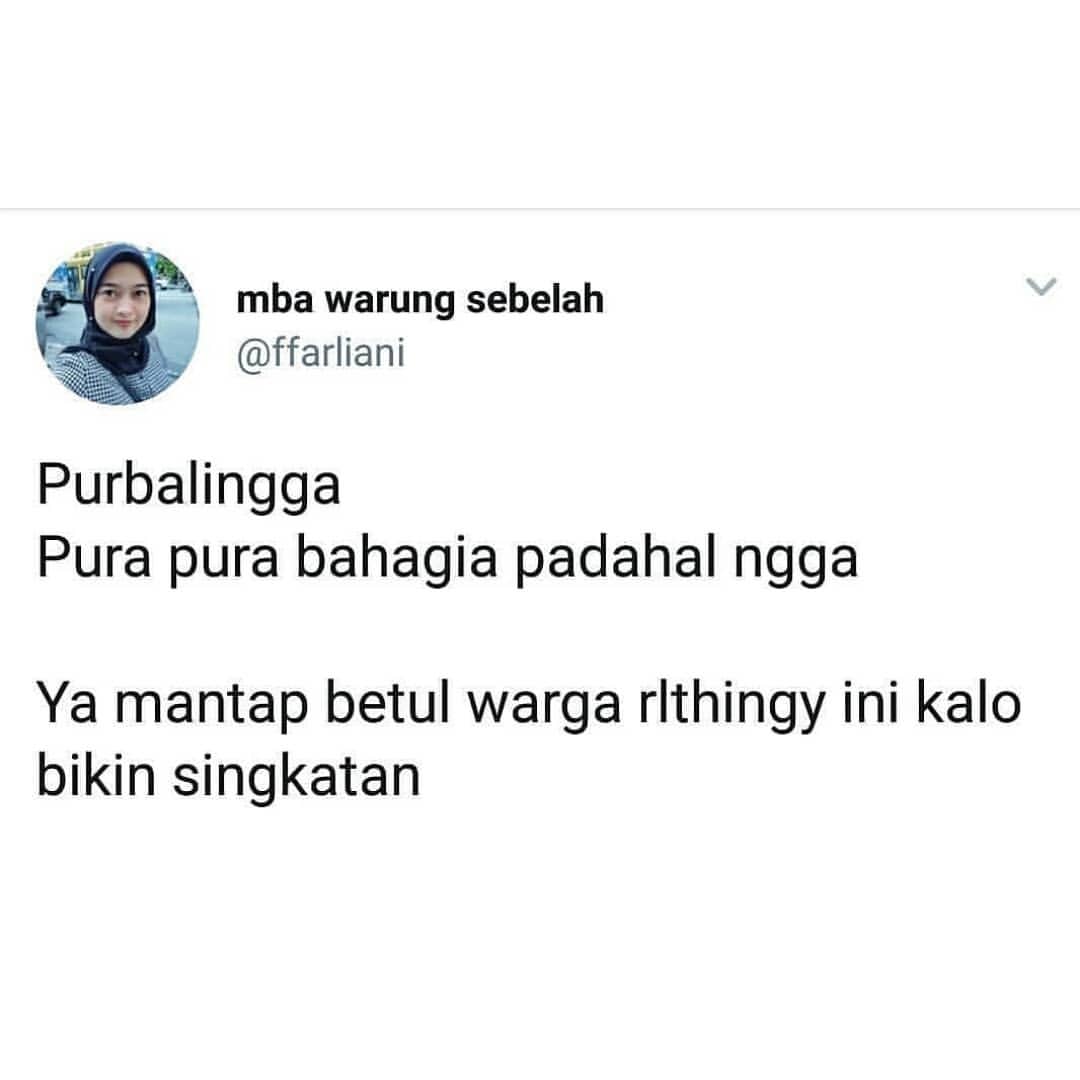 mba warung sebelah
@ffarliani
Purbalingga
Pura pura bahagia padahal ngga
Ya mantap betul warga rlthingy ini kalo
bikin singkatan